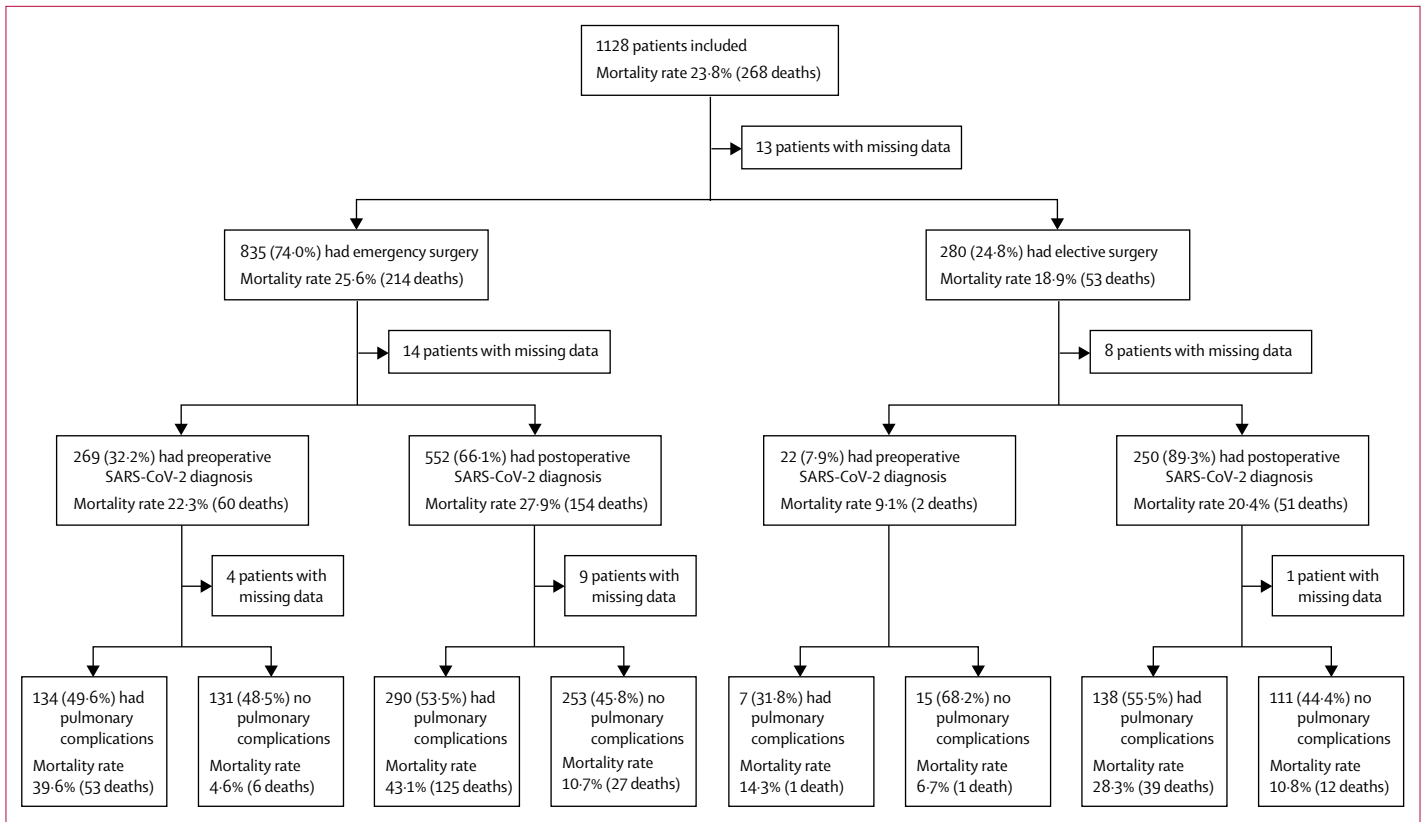 1128 patients included
Mortality rate 23·8% (268 deaths)
13 patients with missing data
835 (74·0%) had emergency surgery
Mortality rate 25·6% (214 deaths)
280 (24·8%) had elective surgery
Mortality rate 18·9% (53 deaths)
14 patients with missing data
8 patients with missing data
269 (32·2%) had preoperative
SARS-CoV-2 diagnosis
Mortality rate 22·3% (60 deaths)
552 (66·1%) had postoperative
SARS-CoV-2 diagnosis
Mortality rate 27·9% (154 deaths)
22 (7·9%) had preoperative
SARS-CoV-2 diagnosis
Mortality rate 9·1% (2 deaths)
250 (89·3%) had postoperative
SARS-CoV-2 diagnosis
Mortality rate 20·4% (51 deaths)
4 patients with
missing data
9 patients with
missing data
1 patient with
missing data
134 (49·6%) had
pulmonary
complications
Mortality rate
39·6% (53 deaths)
131 (48·5%) no
pulmonary
complications
Mortality rate
4·6% (6 deaths)
290 (53·5%) had
pulmonary
complications
Mortality rate
43·1% (125 deaths)
253 (45·8%) no
pulmonary
complications
Mortality rate
10·7% (27 deaths)
7 (31·8%) had
pulmonary
complications
Mortality rate
14·3% (1 death)
15 (68·2%) no
pulmonary
complications
Mortality rate
6·7% (1 death)
138 (55·5%) had
pulmonary
complications
Mortality rate
28·3% (39 deaths)
111 (44·4%) no
pulmonary
complications
Mortality rate
10·8% (12 deaths)